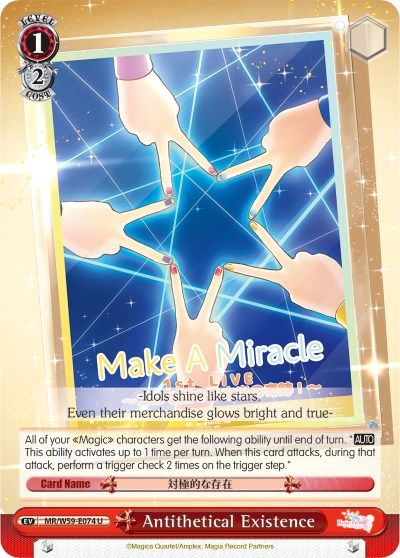 LEVEL
1
2
COST
Make A Miracle
1st LIVE
-Idols shine like stars.
Even their merchandise glows bright and true-
All of your «Magic» characters get the following ability until end of turn. "AUTO
This ability activates up to 1 time per turn. When this card attacks, during that
attack, perform a trigger check 2 times on the trigger step."
Card Name
対極的な存在
EV MR/W59-E074 U
Antithetical Existence
©Magica Quartet/Aniplex, Magia Record Partners